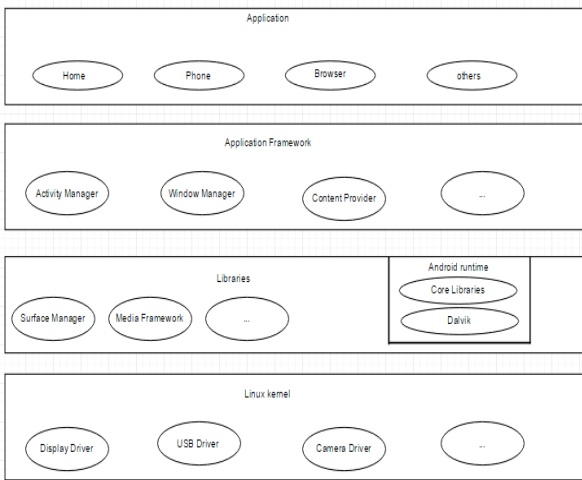 Application
Home
Phone
Browser
others
Application Framework
Activity Manager
Window Manager
Content Provider
...
Libraries
Android runtime
Core Libraries
Surface Manager
Media Framework
...
Dalvik
Linux kernel
Display Driver
USB Driver
Camera Driver
...